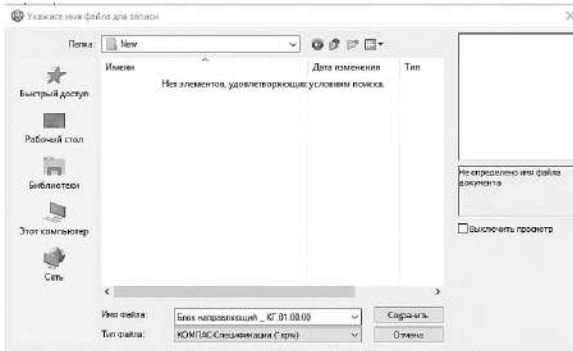 Укажите имя файла для записи
Папка: New
Имени Дата изменения Тип
Нет элементов, удовлетворяющих условиям поиска.
Быстрый доступ
Рабочий стол
Библиотеки
Этот компьютер
Сеть
Не определено имя файла
документа
Выключить просмотр
Имя файла: Блок направляющий _ КГ.01.00.00 Сохранить
Тип файла: КОМПАС-Спецификации (*.spw) Отмена